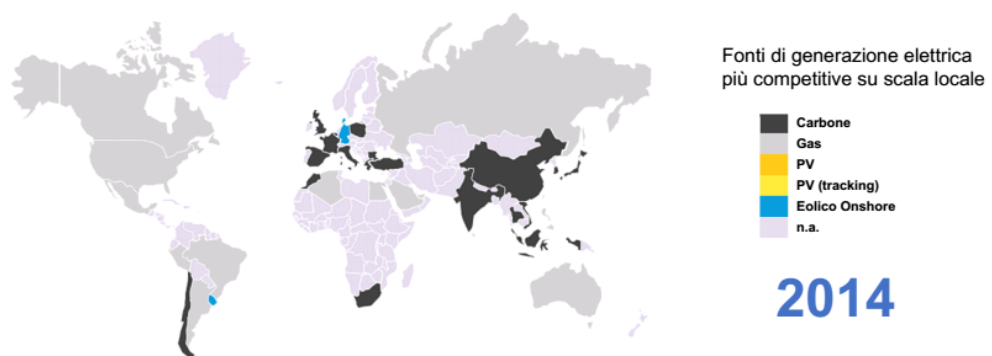 Fonti di generazione elettrica
più competitive su scala locale
Carbone
Gas
PV
PV (tracking)
Eolico Onshore
n.a.
2014